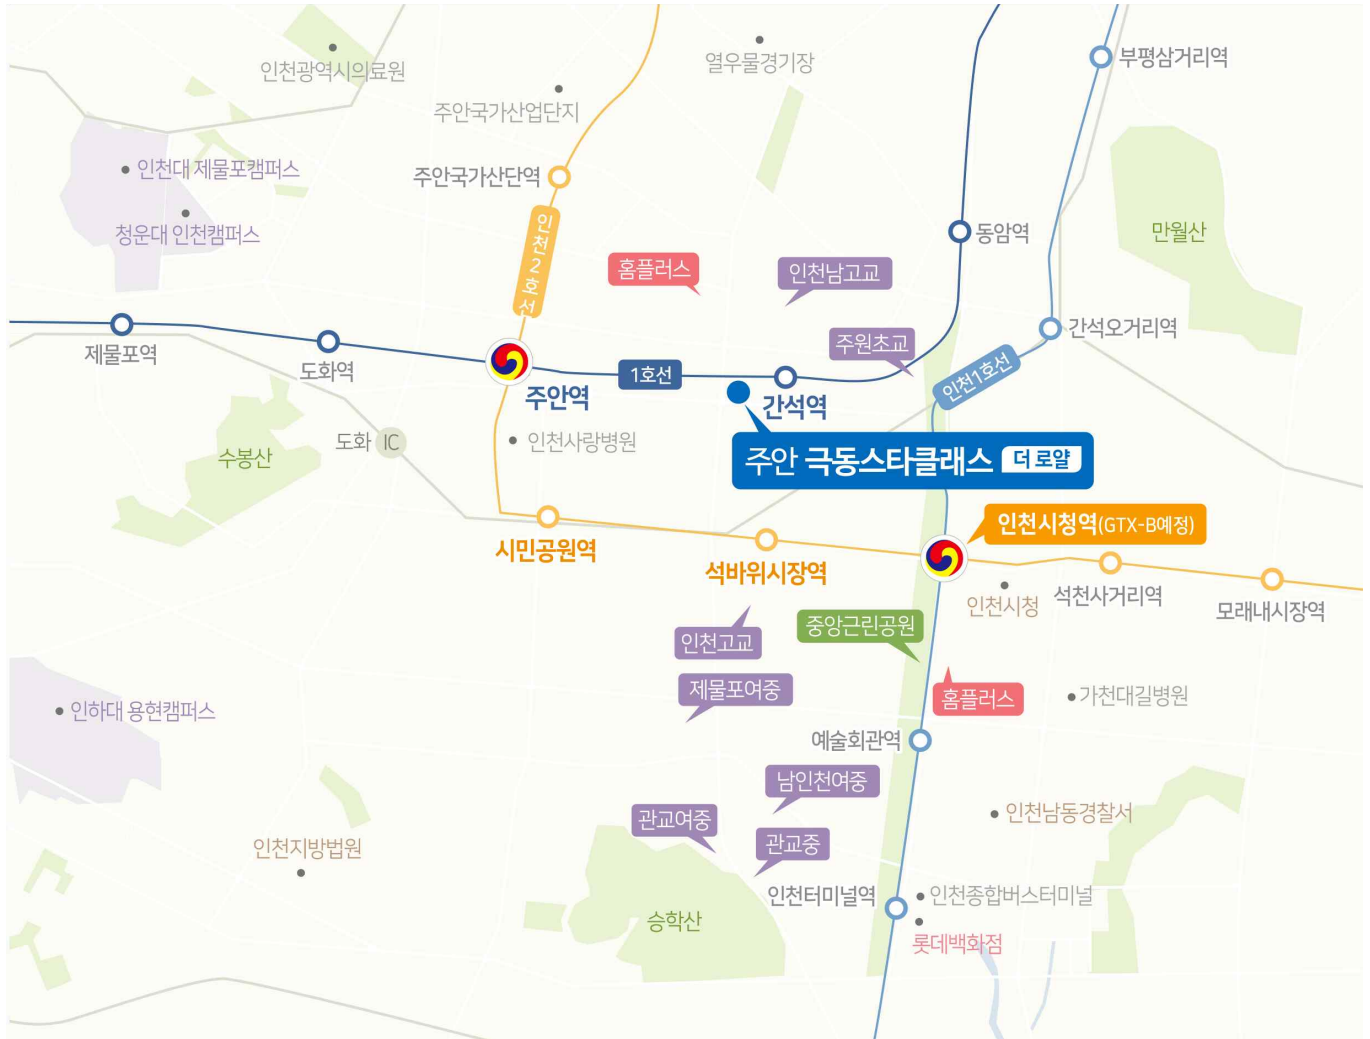 부평삼거리역
열우물경기장
인천광역시의료원
주안국가산업단지
인천대 제물포캠퍼스
주안국가산단역
청운대 인천캠퍼스
인천2호선
동암역
만월산
홈플러스
인천남고교
간석오거리역
주원초교
제물포역
도화역
1호선
인천1호선
주안역
간석역
도화 IC
인천사랑병원
수봉산
주안 극동스타클래스 더 로얄
인천시청역(GTX-B예정)
시민공원역
석바위시장역
인천시청
석천사거리역
모래내시장역
중앙근린공원
인천고교
제물포여중
홈플러스
가천대길병원
인하대 용현캠퍼스
예술회관역
남인천여중
관교여중
인천남동경찰서
관교중
인천지방법원
인천터미널역
인천종합버스터미널
승학산
롯데백화점